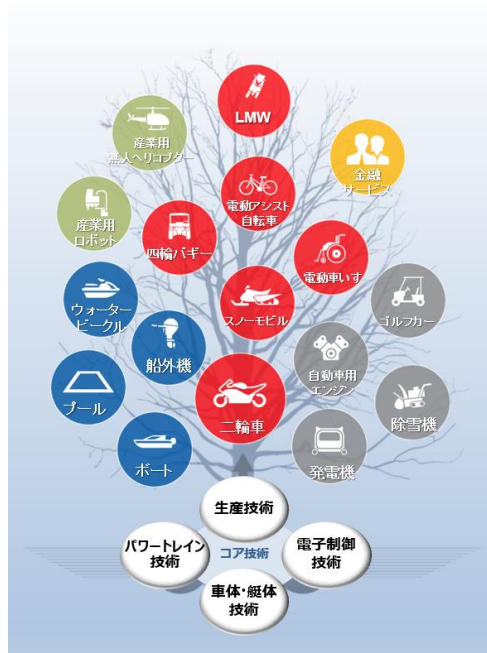 LMW
産業用
無人ヘリコプター
金融
サービス
電動アシスト
自転車
産業用
ロボット
四輪バギー
電動車いす
ウォーター
ビークル
スノーモビル
ゴルフカー
船外機
自動車用
エンジン
プール
二輪車
除雪機
ボート
発電機
生産技術
パワートレイン
技術
コア技術
電子制御
技術
車体・艇体
技術